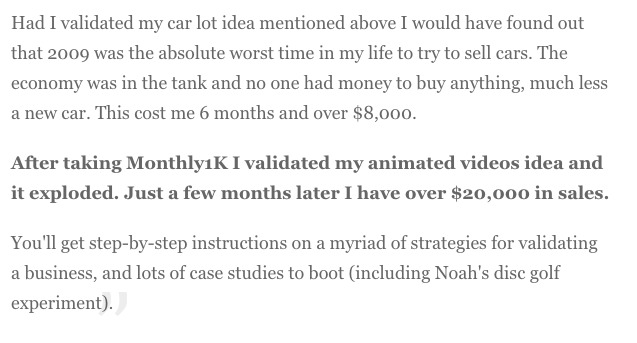 Had I validated my car lot idea mentioned above I would have found out
that 2009 was the absolute worst time in my life to try to sell cars. The
economy was in the tank and no one had money to buy anything, much less
a new car. This cost me 6 months and over $8,000.
After taking Monthly1K I validated my animated videos idea and
it exploded. Just a few months later I have over $20,000 in sales.
You'll get step-by-step instructions on a myriad of strategies for validating
a business, and lots of case studies to boot (including Noah's disc golf
experiment). ”